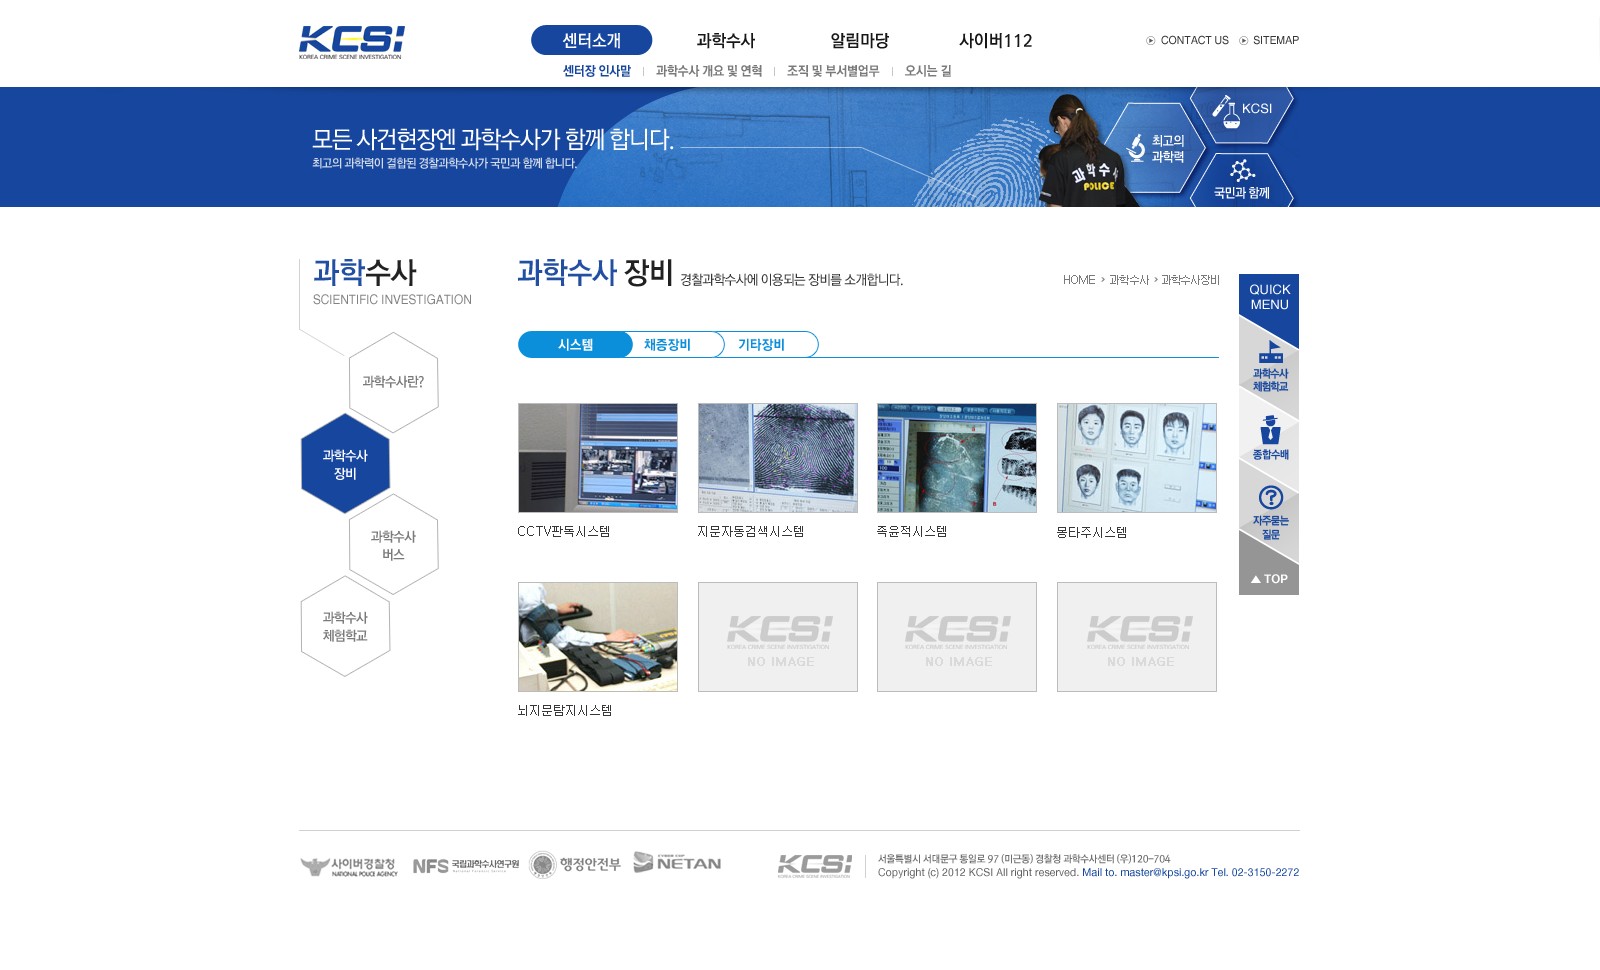 KCSI
KOREA CRIME SCENE INVESTIGATION
센터소개
과학수사
알림마당
사이버112
CONTACT US
SITEMAP
센터장 인사말
과학수사 개요 및 연혁
조직 및 부서별업무
오시는 길
모든 사건현장엔 과학수사가 함께 합니다.
최고의 과학력이 결합된 경찰과학수사가 국민과 함께 합니다.
과학수사
POLICE
최고의
과학력
KCSI
국민과 함께
과학수사
SCIENTIFIC INVESTIGATION
과학수사란?
과학수사
장비
과학수사
버스
과학수사
체험학교
과학수사 장비 경찰과학수사에 이용되는 장비를 소개합니다.
HOME > 과학수사 > 과학수사장비
시스템
채증장비
기타장비
CCTV판독시스템
지문자동검색시스템
족윤적시스템
몽타주시스템
뇌지문탐지시스템
KCSI
KOREA CRIME SCENE INVESTIGATION
NO IMAGE
KCSI
KOREA CRIME SCENE INVESTIGATION
NO IMAGE
KCSI
KOREA CRIME SCENE INVESTIGATION
NO IMAGE
QUICK
MENU
과학수사
체험학교
종합수배
자주묻는
질문
TOP
사이버경찰청
NATIONAL POLICE AGENCY
NFS 국립과학수사연구원
행정안전부
NETAN
KCSI
KOREA CRIME SCENE INVESTIGATION
서울특별시 서대문구 통일로 97 (미근동) 경찰청 과학수사센터 (우)120-704
Copyright (c) 2012 KCSI All right reserved. Mail to. master@kpsi.go.kr Tel. 02-3150-2272